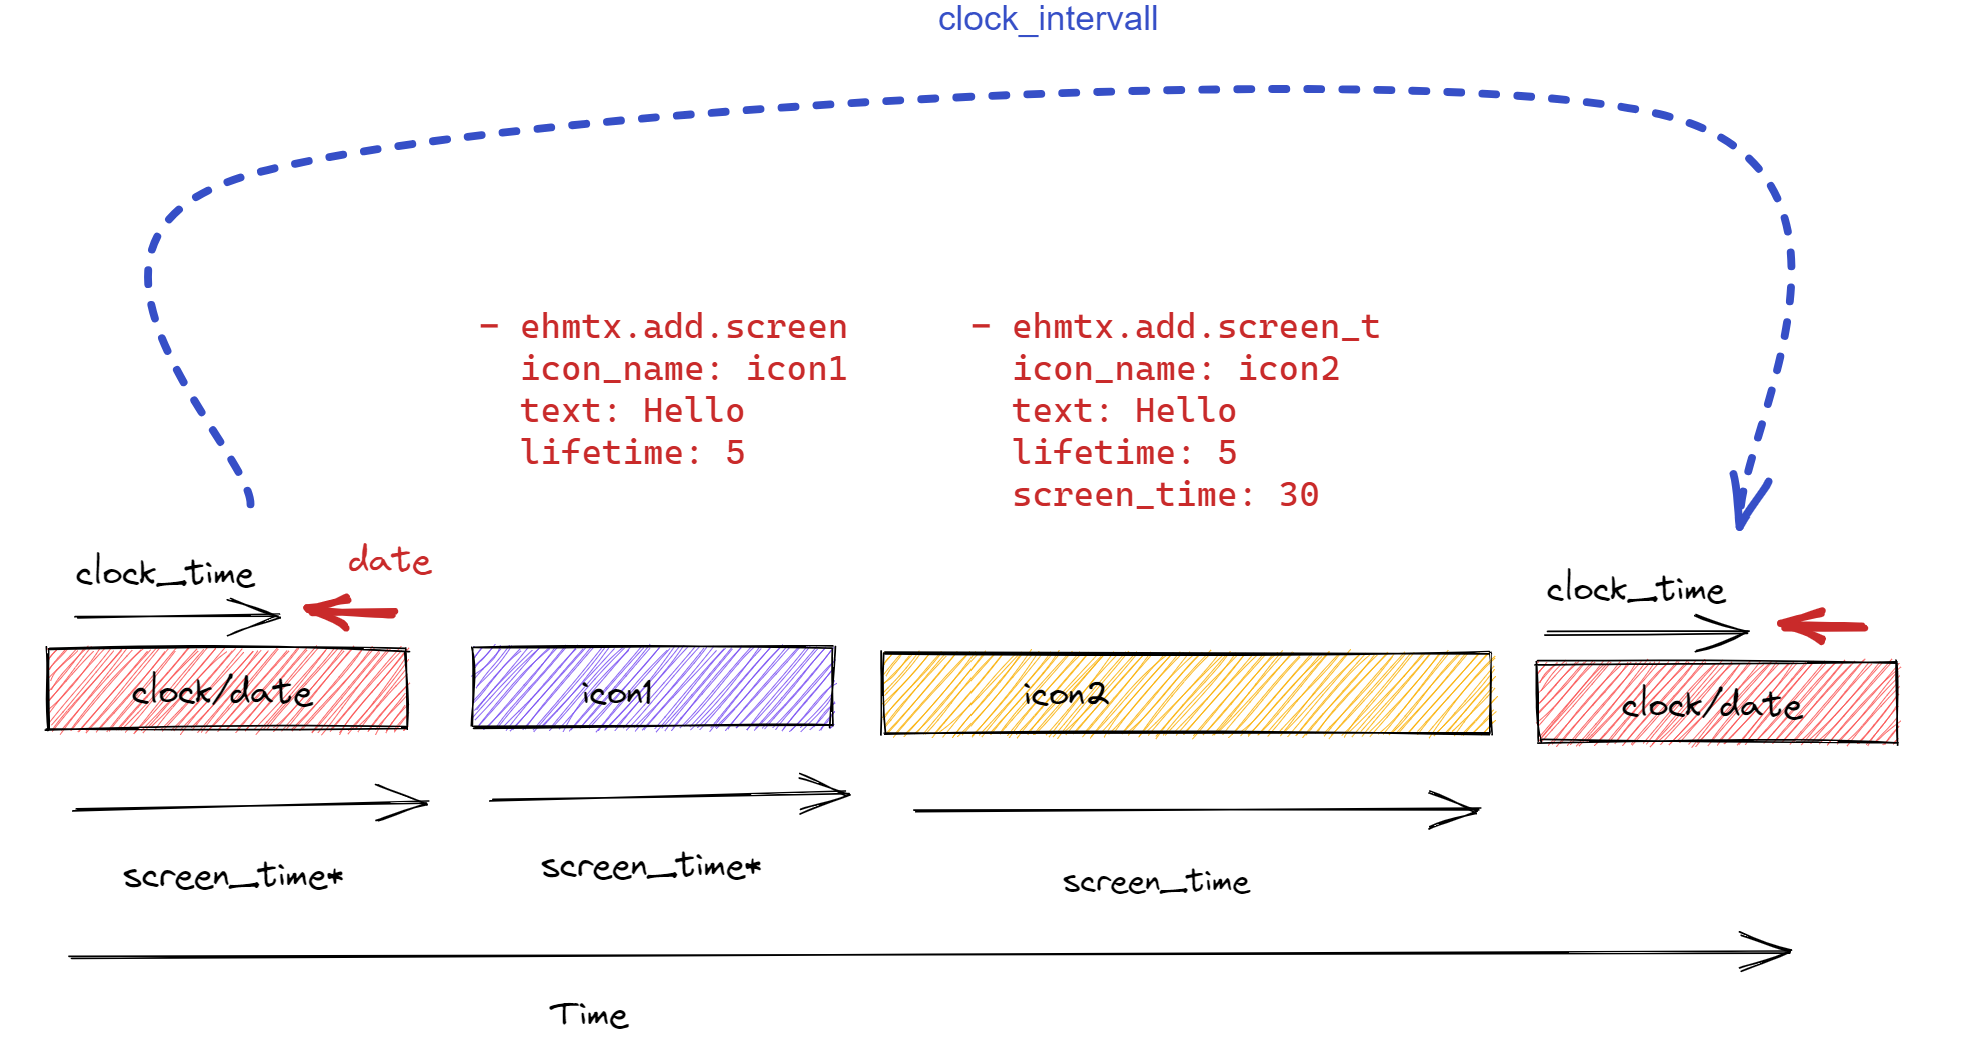 clock_intervall
- ehmtx.add.screen
icon_name: icon1
text: Hello
lifetime: 5
- ehmtx.add.screen_t
icon_name: icon2
text: Hello
lifetime: 5
screen_time: 30
clock_time
date
clock_time
clock/date
icon1
icon2
clock/date
screen_time*
screen_time*
screen_time
Time